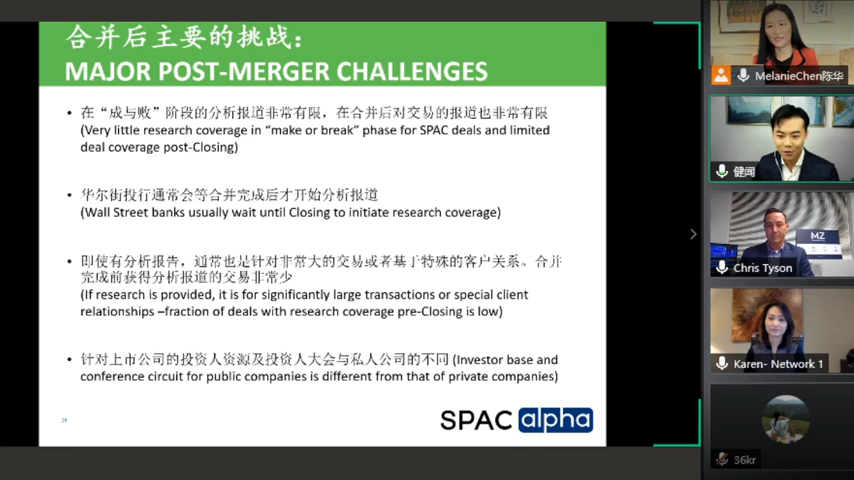 合并后主要的挑战：
MAJOR POST-MERGER CHALLENGES
• 在“成与败”阶段的分析报道非常有限，在合并后对交易的报道也非常有限
(Very little research coverage in “make or break” phase for SPAC deals and limited
deal coverage post-Closing)
• 华尔街投行通常会等合并完成后才开始分析报道
(Wall Street banks usually wait until Closing to initiate research coverage)
• 即使有分析报告，通常也是针对非常大的交易或者基于特殊的客户关系。合并
完成前获得分析报道的交易非常少
(If research is provided, it is for significantly large transactions or special client
relationships –fraction of deals with research coverage pre-Closing is low)
• 针对上市公司的投资人资源及投资人大会与私人公司的不同 (Investor base and
conference circuit for public companies is different from that of private companies)
SPAC alpha
MelanieChen陈华
健闻
MZ
Chris Tyson
Karen- Network 1
36kr